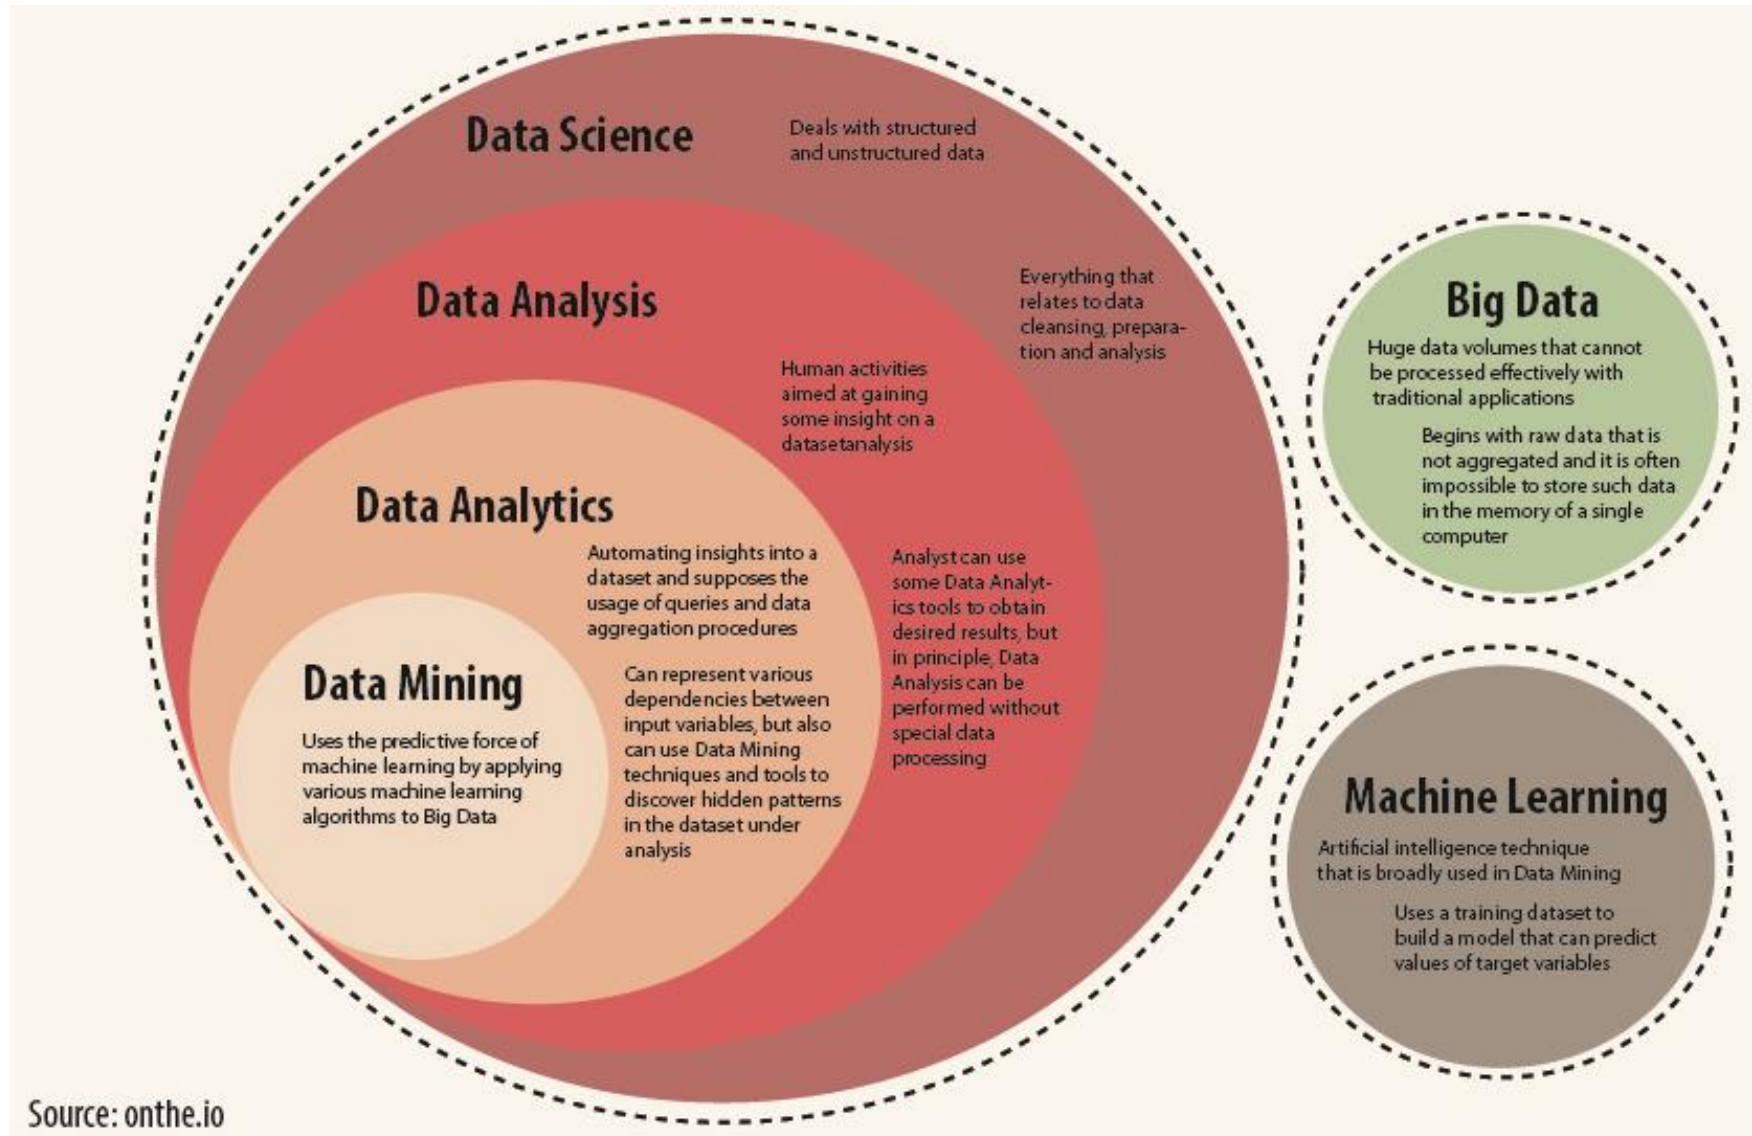 Data Science
Deals with structured
and unstructured data
Everything that
relates to data
cleansing, prepara-
tion and analysis
Data Analysis
Human activities
aimed at gaining
some insight on a
datasetanalysis
Analyst can use
some Data Analyt-
ics tools to obtain
desired results, but
in principle, Data
Analysis can be
performed without
special data
processing
Data Analytics
Automating insights into a
dataset and supposes the
usage of queries and data
aggregation procedures
Can represent various
dependencies between
input variables, but also
can use Data Mining
techniques and tools to
discover hidden patterns
in the dataset under
analysis
Data Mining
Uses the predictive force of
machine learning by applying
various machine learning
algorithms to Big Data
Big Data
Huge data volumes that cannot
be processed effectively with
traditional applications
Begins with raw data that is
not aggregated and it is often
impossible to store such data
in the memory of a single
computer
Machine Learning
Artificial intelligence technique
that is broadly used in Data Mining
Uses a training dataset to
build a model that can predict
values of target variables
Source: onthe.io